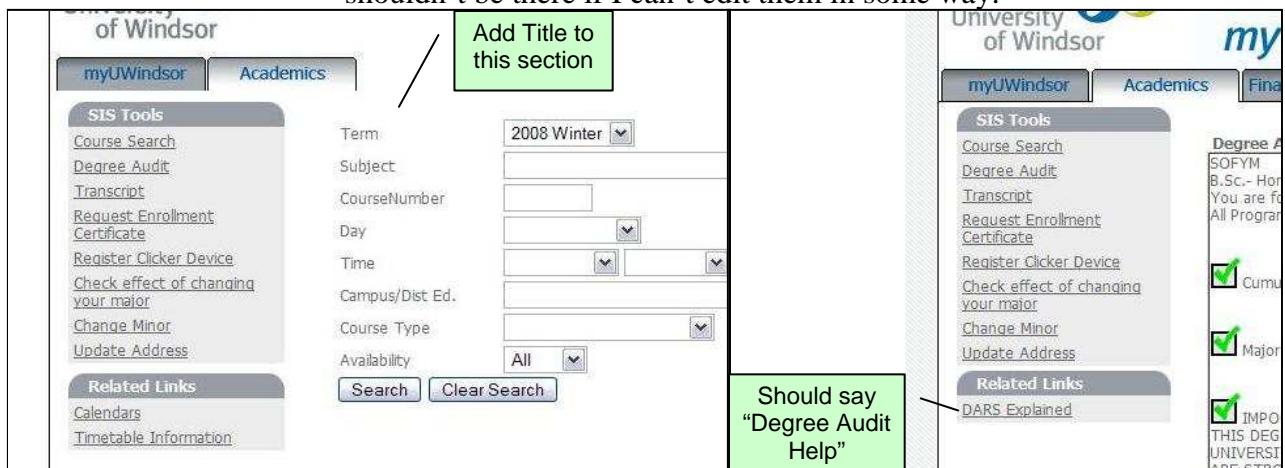 shouldn't be there if I can't edit them in some way.
University
of Windsor
Add Title to
this section
myUWindsor
Academics
SIS Tools
Course Search
Degree Audit
Transcript
Request Enrollment
Certificate
Register Clicker Device
Check effect of changing
your major
Change Minor
Update Address
Related Links
Calendars
Timetable Information
Term
2008 Winter
Subject
CourseNumber
Day
Time
Campus/Dist Ed.
Course Type
Availability
All
Search
Clear Search
University
of Windsor
my
myUWindsor
Academics
Fina
SIS Tools
Course Search
Degree Audit
Transcript
Request Enrollment
Certificate
Register Clicker Device
Check effect of changing
your major
Change Minor
Update Address
Related Links
DARS Explained
Should say
“Degree Audit
Help”
Degree A
SOFYM
B.Sc.- Hor
You are fo
All Program
Cumu
Major
IMPO
THIS DEG
UNIVERSI